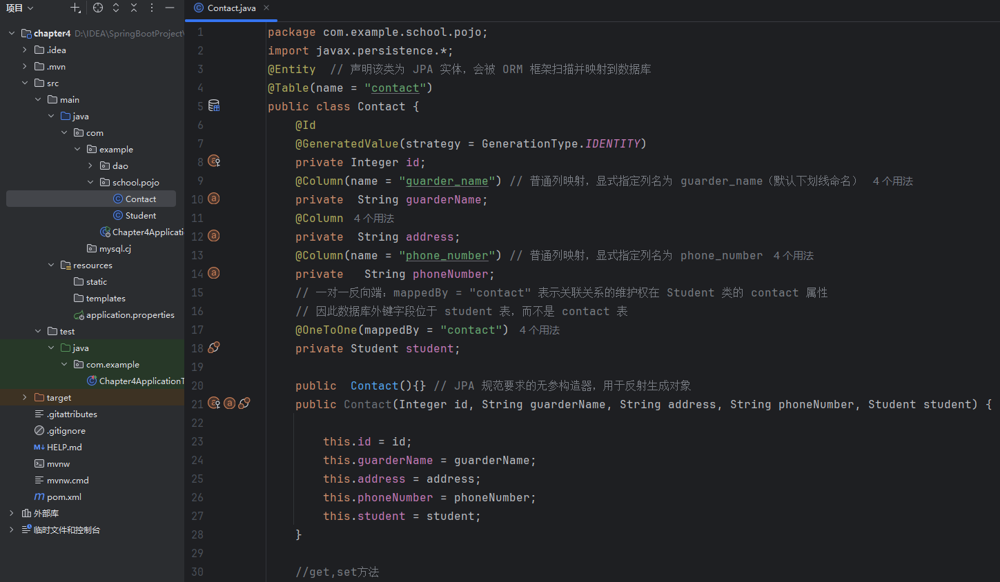 项目
chapter4 D:\IDEA\SpringBootProject\
.idea
.mvn
src
main
java
com
example
dao
school.pojo
Contact
Student
Chapter4Applicati
mysql.cj
resources
static
templates
application.properties
test
java
com.example
Chapter4ApplicationT
target
.gitattributes
.gitignore
M↓ HELP.md
mvnw
mvnw.cmd
m pom.xml
外部库
临时文件和控制台
Contact.java
1 package com.example.school.pojo;
2 import javax.persistence.*;
3 @Entity // 声明该类为 JPA 实体，会被 ORM 框架扫描并映射到数据库
4 @Table(name = "contact")
5 public class Contact {
6 @Id
7 @GeneratedValue(strategy = GenerationType.IDENTITY)
8 private Integer id;
9 @Column(name = "guarder_name") // 普通列映射，显式指定列名为 guarder_name（默认下划线命名） 4 个用法
10 private String guarderName;
11 @Column 4 个用法
12 private String address;
13 @Column(name = "phone_number") // 普通列映射，显式指定列名为 phone_number 4 个用法
14 private String phoneNumber;
15 // 一对一反向端：mappedBy = "contact" 表示关联关系的维护权在 Student 类的 contact 属性
16 // 因此数据库外键字段位于 student 表，而不是 contact 表
17 @OneToOne(mappedBy = "contact") 4 个用法
18 private Student student;
19
20 public Contact(){} // JPA 规范要求的无参构造器，用于反射生成对象
21 public Contact(Integer id, String guarderName, String address, String phoneNumber, Student student) {
22
23 this.id = id;
24 this.guarderName = guarderName;
25 this.address = address;
26 this.phoneNumber = phoneNumber;
27 this.student = student;
28 }
29
30 //get,set方法